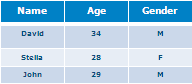 Name Age Gender
David 34 M
Stella 28 F
John 29 M